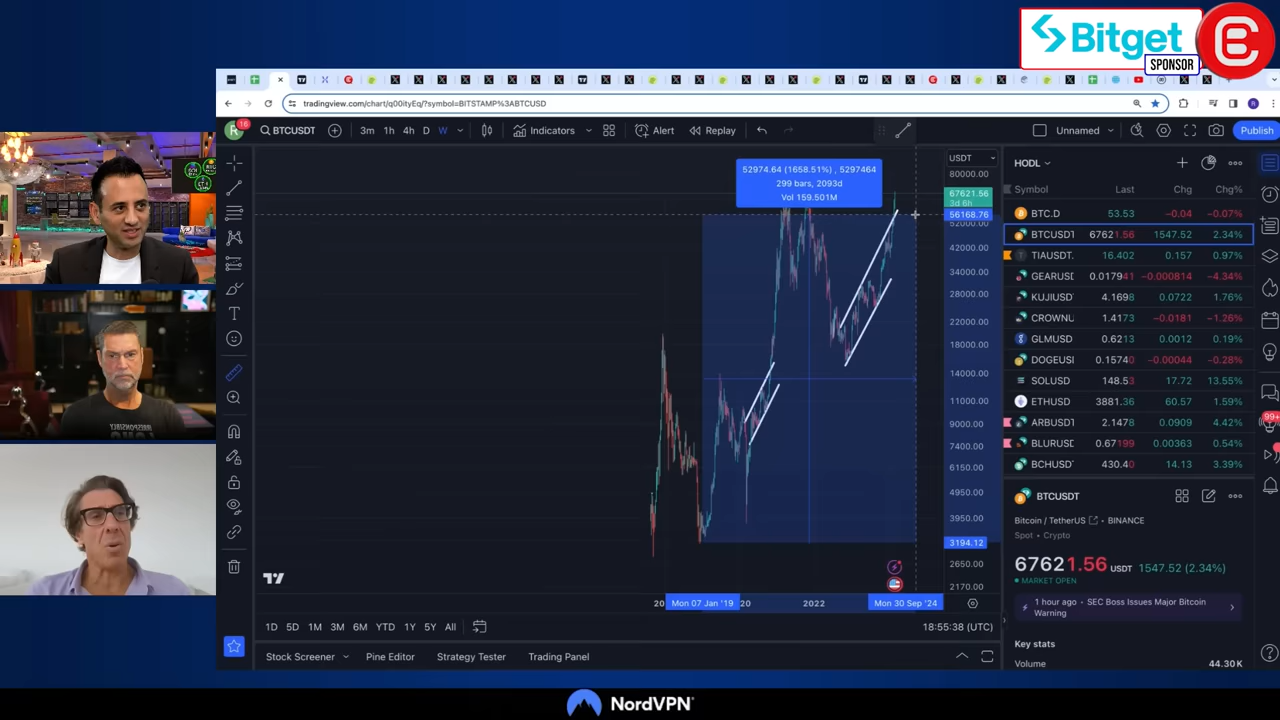 Bitget
SPONSOR
tradingview.com/chart/q00ityEq/?symbol=BITSTAMP%3ABTCUSD
R
16
BTCUSDT
3m 1h 4h D W
Indicators
Alert
Replay
Unnamed
Publish
52974.64 (1658.51%) , 5297464
299 bars, 2093d
Vol 159.501M
USDT
80000.00
67621.56
3d 6h
56168.76
52000.00
42000.00
34000.00
28000.00
22000.00
18000.00
14000.00
11000.00
9000.00
7400.00
6150.00
4950.00
3950.00
3194.12
2650.00
2170.00
20 Mon 07 Jan '19 20 2022 Mon 30 Sep '24
1D 5D 1M 3M 6M YTD 1Y 5Y All
18:55:38 (UTC)
Stock Screener Pine Editor Strategy Tester Trading Panel
HODL
Symbol Last Chg Chg%
BTC.D 53.53 −0.04 −0.07%
BTCUSDT 67621.56 1547.52 2.34%
TIAUSDT. 16.402 0.157 0.97%
GEARUSD 0.017941 −0.000814 −4.34%
KUJIUSD 4.1698 0.0722 1.76%
CROWNU 1.4173 −0.0181 −1.26%
GLMUSD 0.6213 0.0012 0.19%
DOGEUSI 0.15740 −0.00044 −0.28%
SOLUSD 148.53 17.72 13.55%
ETHUSD 3881.36 60.57 1.59%
ARBUSDT 2.1478 0.0909 4.42%
BLURUSD 0.67199 0.00363 0.54%
BCHUSD 430.40 14.13 3.39%
99+
BTCUSDT
Bitcoin / TetherUS • BINANCE
Spot • Crypto
67621.56 USDT 1547.52 (2.34%)
MARKET OPEN
1 hour ago • SEC Boss Issues Major Bitcoin
Warning
Key stats
Volume 44.30K
NordVPN